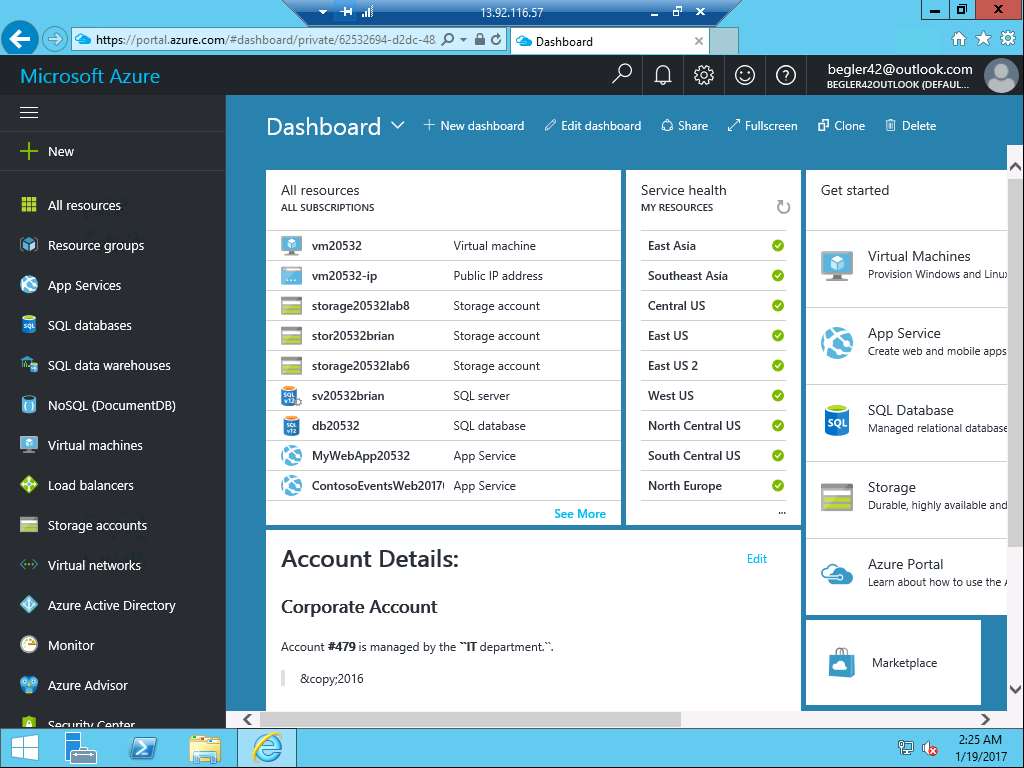 13.92.116.57
https://portal.azure.com/#dashboard/private/62532694-d2dc-48
Dashboard
Microsoft Azure
begler42@outlook.com
BEGLER42OUTLOOK (DEFAUL...
New
All resources
Resource groups
App Services
SQL databases
SQL data warehouses
NoSQL (DocumentDB)
Virtual machines
Load balancers
Storage accounts
Virtual networks
Azure Active Directory
Monitor
Azure Advisor
Security Center
Dashboard
New dashboard
Edit dashboard
Share
Fullscreen
Clone
Delete
All resources
ALL SUBSCRIPTIONS
vm20532 Virtual machine
vm20532-ip Public IP address
storage20532lab8 Storage account
stor20532brian Storage account
storage20532lab6 Storage account
sv20532brian SQL server
db20532 SQL database
MyWebApp20532 App Service
ContosoEventsWeb2017 App Service
See More
Service health
MY RESOURCES
East Asia
Southeast Asia
Central US
East US
East US 2
West US
North Central US
South Central US
North Europe
...
Get started
Virtual Machines
Provision Windows and Linux
App Service
Create web and mobile apps
SQL Database
Managed relational database
Storage
Durable, highly available and
Azure Portal
Learn about how to use the A
Marketplace
Account Details:
Edit
Corporate Account
Account #479 is managed by the ``IT department.``.
&copy;2016
2:25 AM
1/19/2017